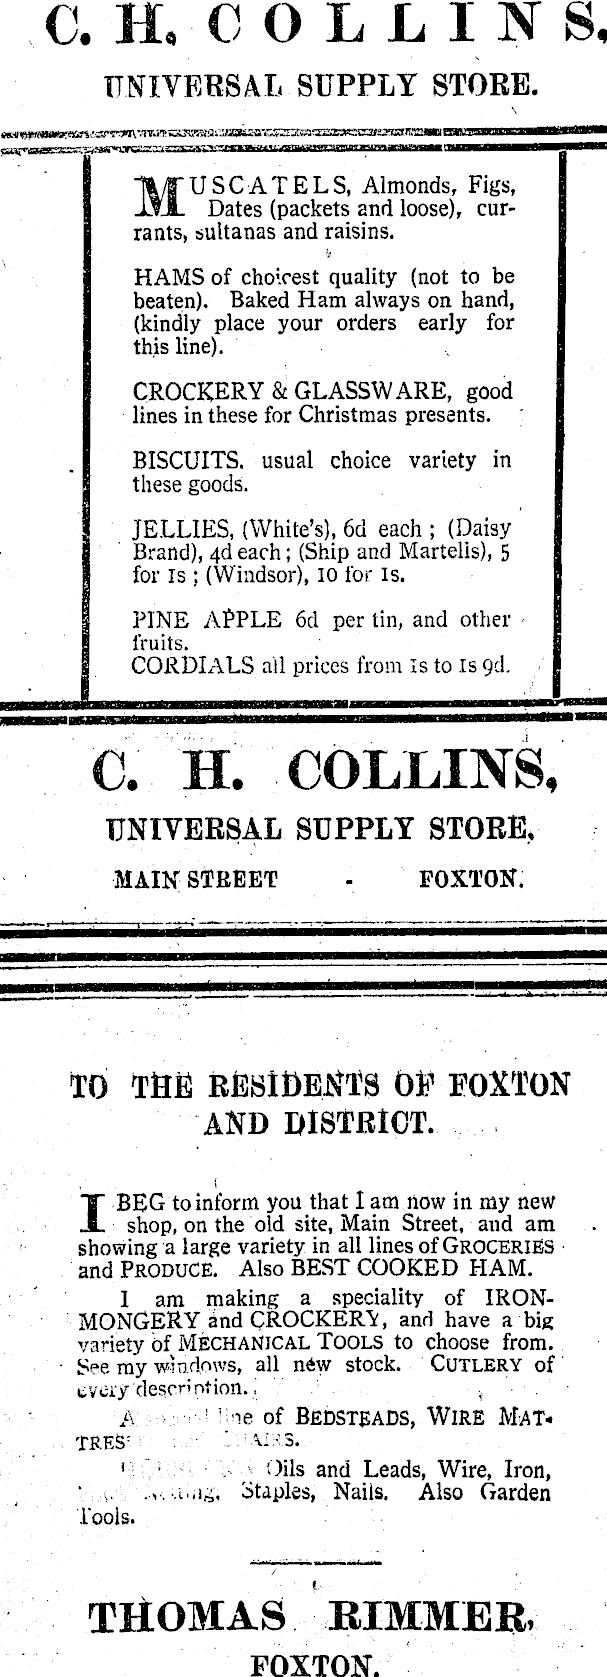 C. H. COLLINS,
UNIVERSAL SUPPLY STORE.
MUSCATELS, Almonds, Figs,
Dates (packets and loose), cur-
rants, sultanas and raisins.
HAMS of choicest quality (not to be
beaten). Baked Ham always on hand,
(kindly place your orders early for
this line).
CROCKERY & GLASSWARE, good
lines in these for Christmas presents.
BISCUITS. usual choice variety in
these goods.
JELLIES, (White's), 6d each ; (Daisy
Brand), 4d each ; (Ship and Martells), 5
for 1s ; (Windsor), 10 for 1s.
PINE APPLE 6d per tin, and other
fruits.
CORDIALS all prices from 1s to 1s 9d.
C. H. COLLINS,
UNIVERSAL SUPPLY STORE,
MAIN STREET - FOXTON.
TO THE RESIDENTS OF FOXTON
AND DISTRICT.
I BEG to inform you that I am now in my new
shop, on the old site, Main Street, and am
showing a large variety in all lines of GROCERIES
and PRODUCE. Also BEST COOKED HAM.
I am making a speciality of IRON-
MONGERY and CROCKERY, and have a big
variety of MECHANICAL TOOLS to choose from.
See my windows, all new stock. CUTLERY of
every description.
A line of BEDSTEADS, WIRE MAT-
TRES
Oils and Leads, Wire, Iron,
Staples, Nails. Also Garden
Tools.
THOMAS RIMMER,
FOXTON.